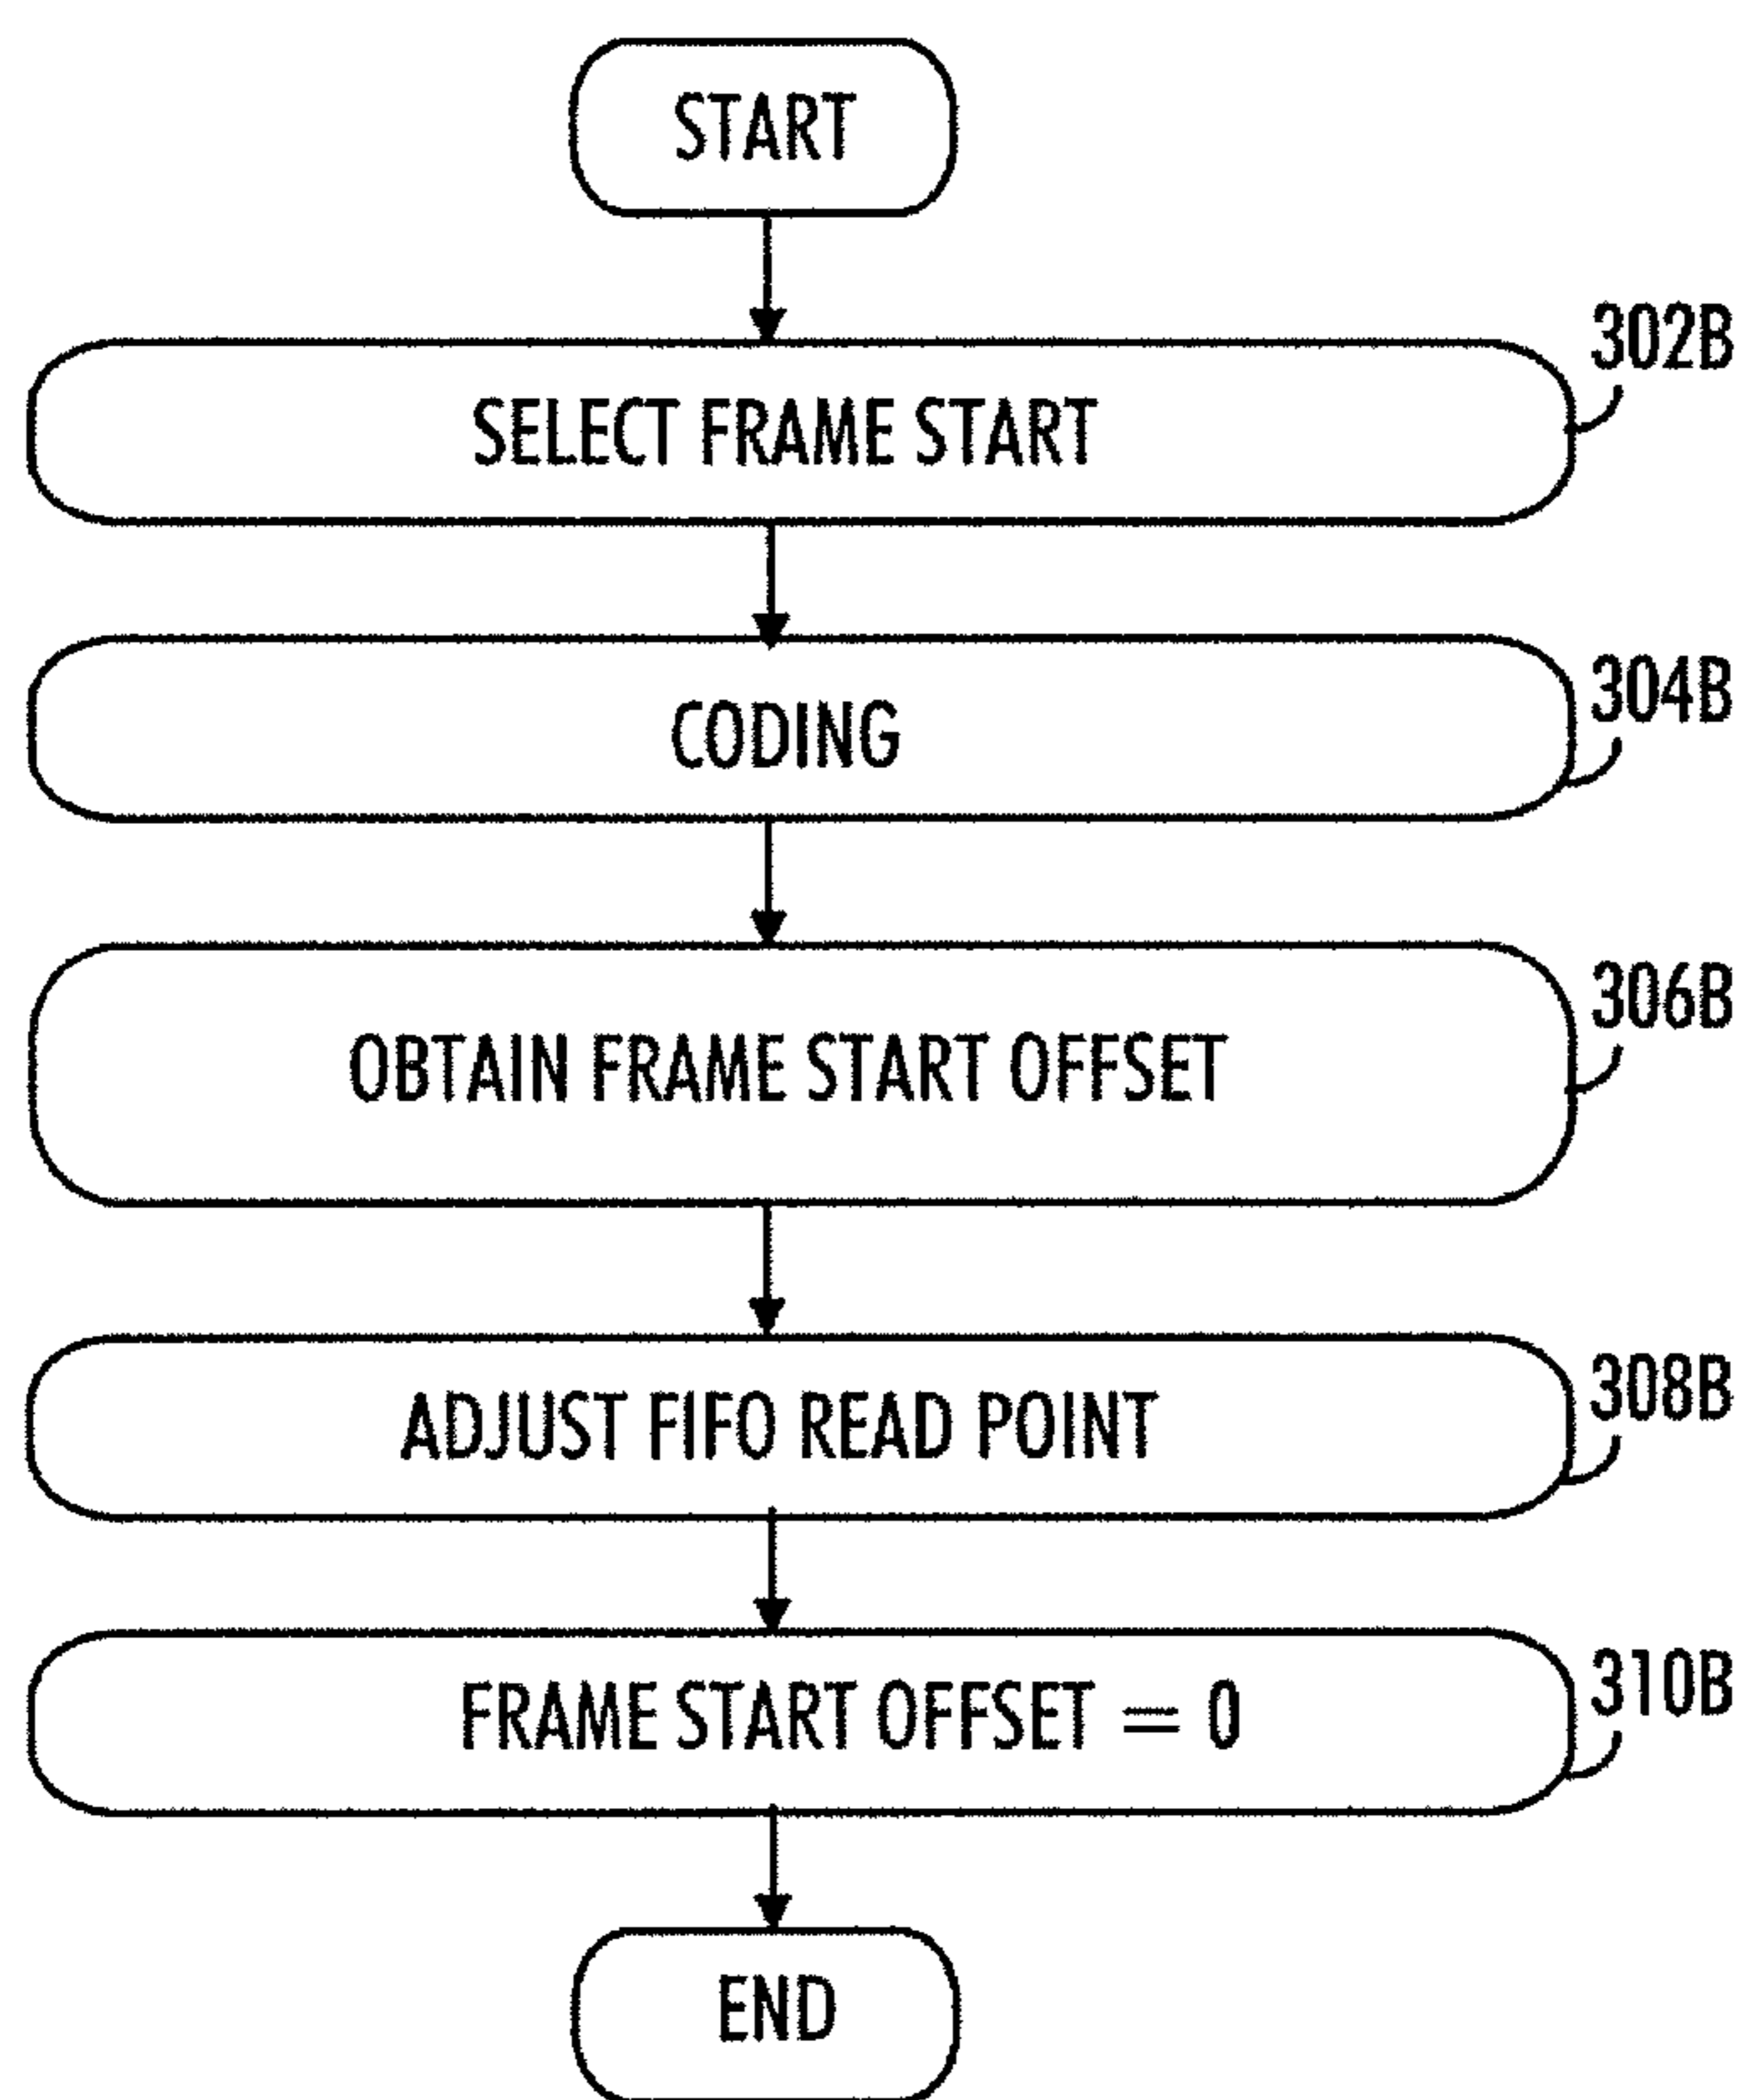 START
302B
SELECT FRAME START
304B
CODING
306B
OBTAIN FRAME START OFFSET
308B
ADJUST FIFO READ POINT
310B
FRAME START OFFSET = 0
END